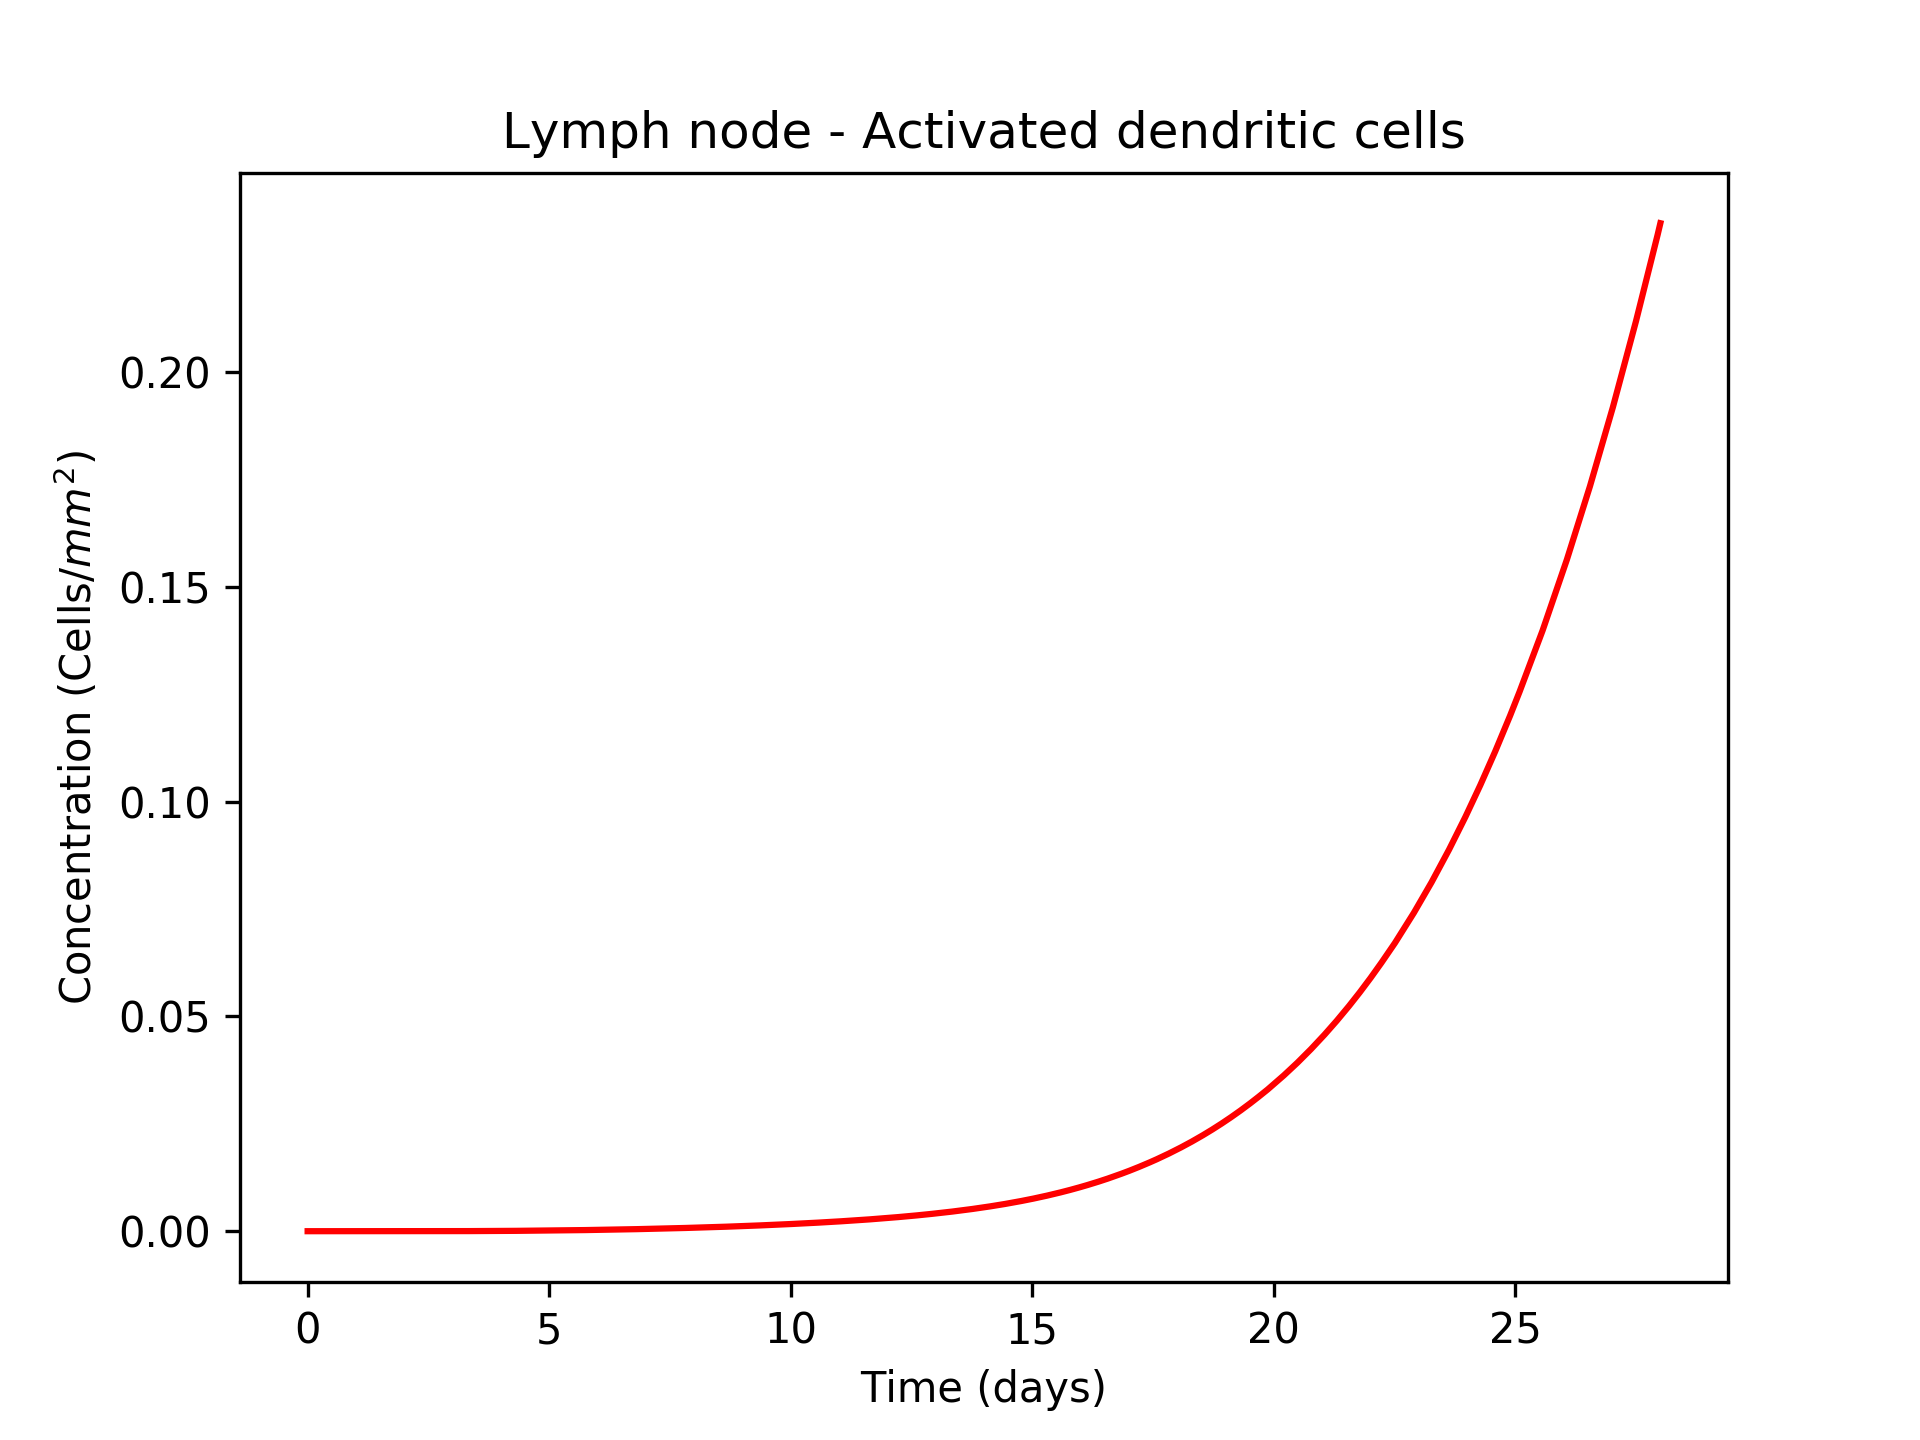 Lymph node - Activated dendritic cells
Concentration (Cells/mm²)
0.20
0.15
0.10
0.05
0.00
0 5 10 15 20 25
Time (days)